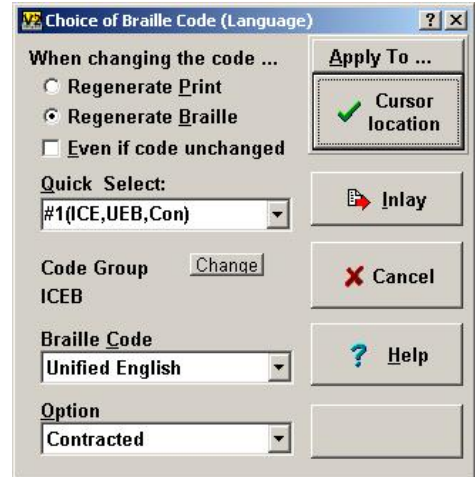 Choice of Braille Code (Language)
When changing the code ...
Regenerate Print
Regenerate Braille
Even if code unchanged
Quick Select:
#1(ICE,UEB,Con)
Code Group
Change
ICEB
Braille Code
Unified English
Option
Contracted
Apply To ...
Cursor
location
Inlay
Cancel
Help